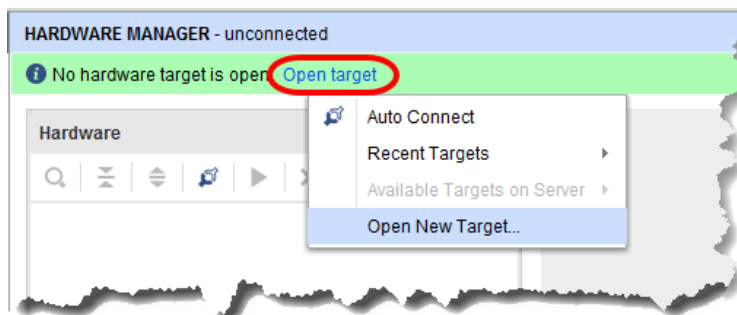 HARDWARE MANAGER - unconnected
No hardware target is open Open target
Hardware
Auto Connect
Recent Targets
Available Targets on Server
Open New Target...